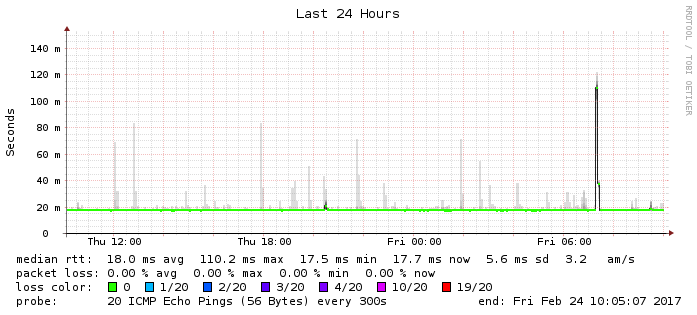 Last 24 Hours
RRDTOOL / TOBI OETIKER
Seconds
140 m
120 m
100 m
80 m
60 m
40 m
20 m
0
Thu 12:00 Thu 18:00 Fri 00:00 Fri 06:00
median rtt: 18.0 ms avg 110.2 ms max 17.5 ms min 17.7 ms now 5.6 ms sd 3.2 am/s
packet loss: 0.00 % avg 0.00 % max 0.00 % min 0.00 % now
loss color: 0 1/20 2/20 3/20 4/20 10/20 19/20
probe: 20 ICMP Echo Pings (56 Bytes) every 300s end: Fri Feb 24 10:05:07 2017